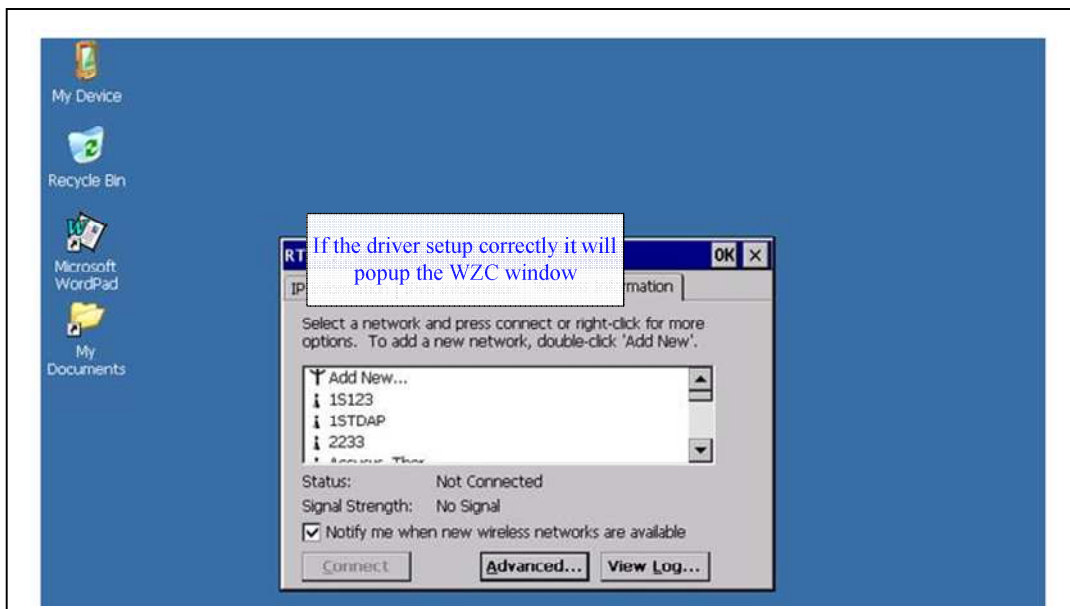 My Device
Recycle Bin
Microsoft
WordPad
My
Documents
If the driver setup correctly it will
popup the WZC window
RT
OK
IP
rmation
Select a network and press connect or right-click for more
options. To add a new network, double-click 'Add New'.
Add New...
1S123
1STDAP
2233
Status: Not Connected
Signal Strength: No Signal
Notify me when new wireless networks are available
Connect
Advanced...
View Log...